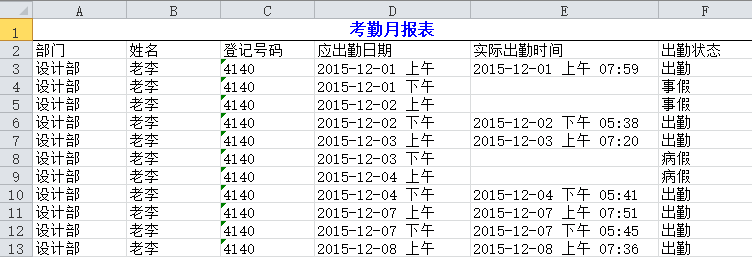 A B C D E F
1 考勤月报表
2 部门 姓名 登记号码 应出勤日期 实际出勤时间 出勤状态
3 设计部 老李 4140 2015-12-01 上午 2015-12-01 上午 07:59 出勤
4 设计部 老李 4140 2015-12-01 下午 事假
5 设计部 老李 4140 2015-12-02 上午 事假
6 设计部 老李 4140 2015-12-02 下午 2015-12-02 下午 05:38 出勤
7 设计部 老李 4140 2015-12-03 上午 2015-12-03 上午 07:20 出勤
8 设计部 老李 4140 2015-12-03 下午 病假
9 设计部 老李 4140 2015-12-04 上午 病假
10 设计部 老李 4140 2015-12-04 下午 2015-12-04 下午 05:41 出勤
11 设计部 老李 4140 2015-12-07 上午 2015-12-07 上午 07:51 出勤
12 设计部 老李 4140 2015-12-07 下午 2015-12-07 下午 05:45 出勤
13 设计部 老李 4140 2015-12-08 上午 2015-12-08 上午 07:36 出勤